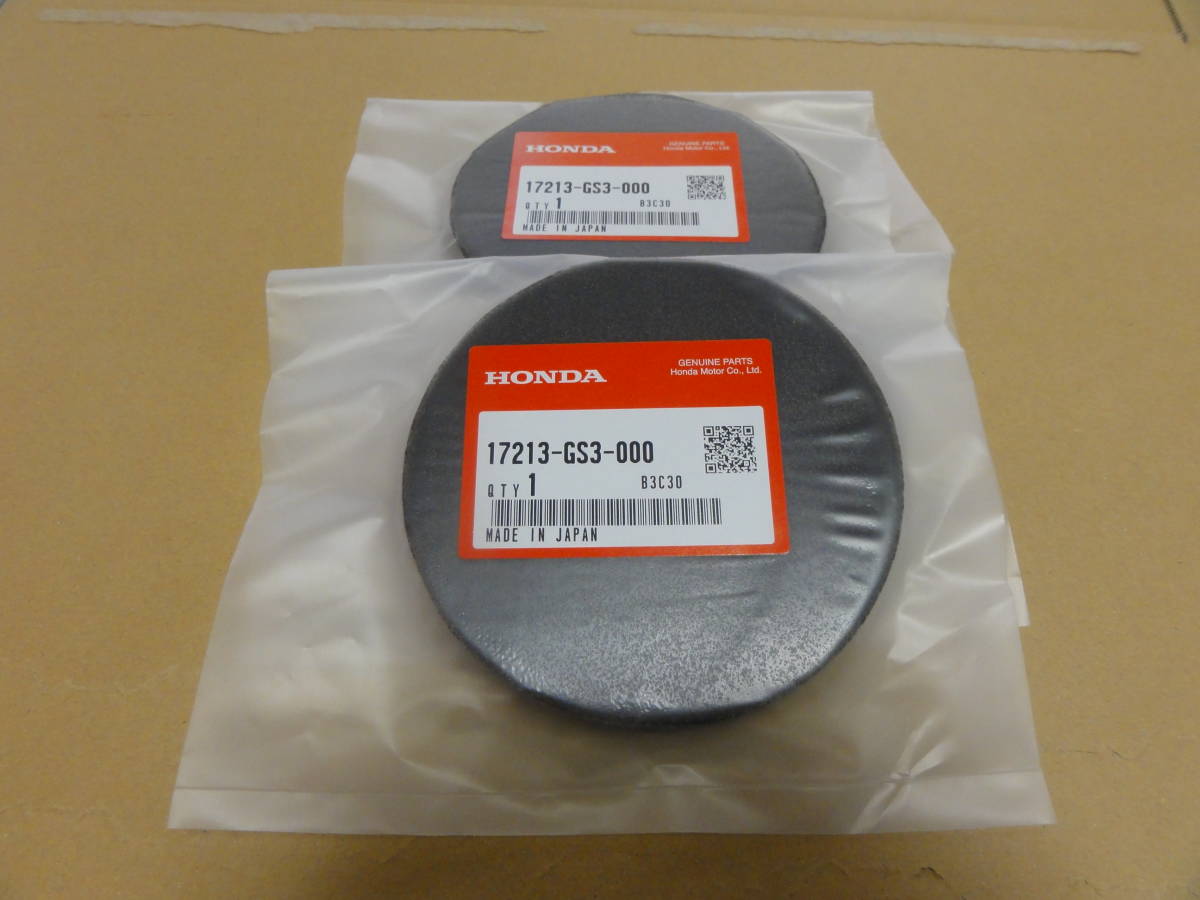 HONDA
GENUINE PARTS
Honda Motor Co., Ltd.
17213-GS3-000
QTY 1 B3C30
MADE IN JAPAN
HONDA
GENUINE PARTS
Honda Motor Co., Ltd.
17213-GS3-000
QTY 1 B3C30
MADE IN JAPAN